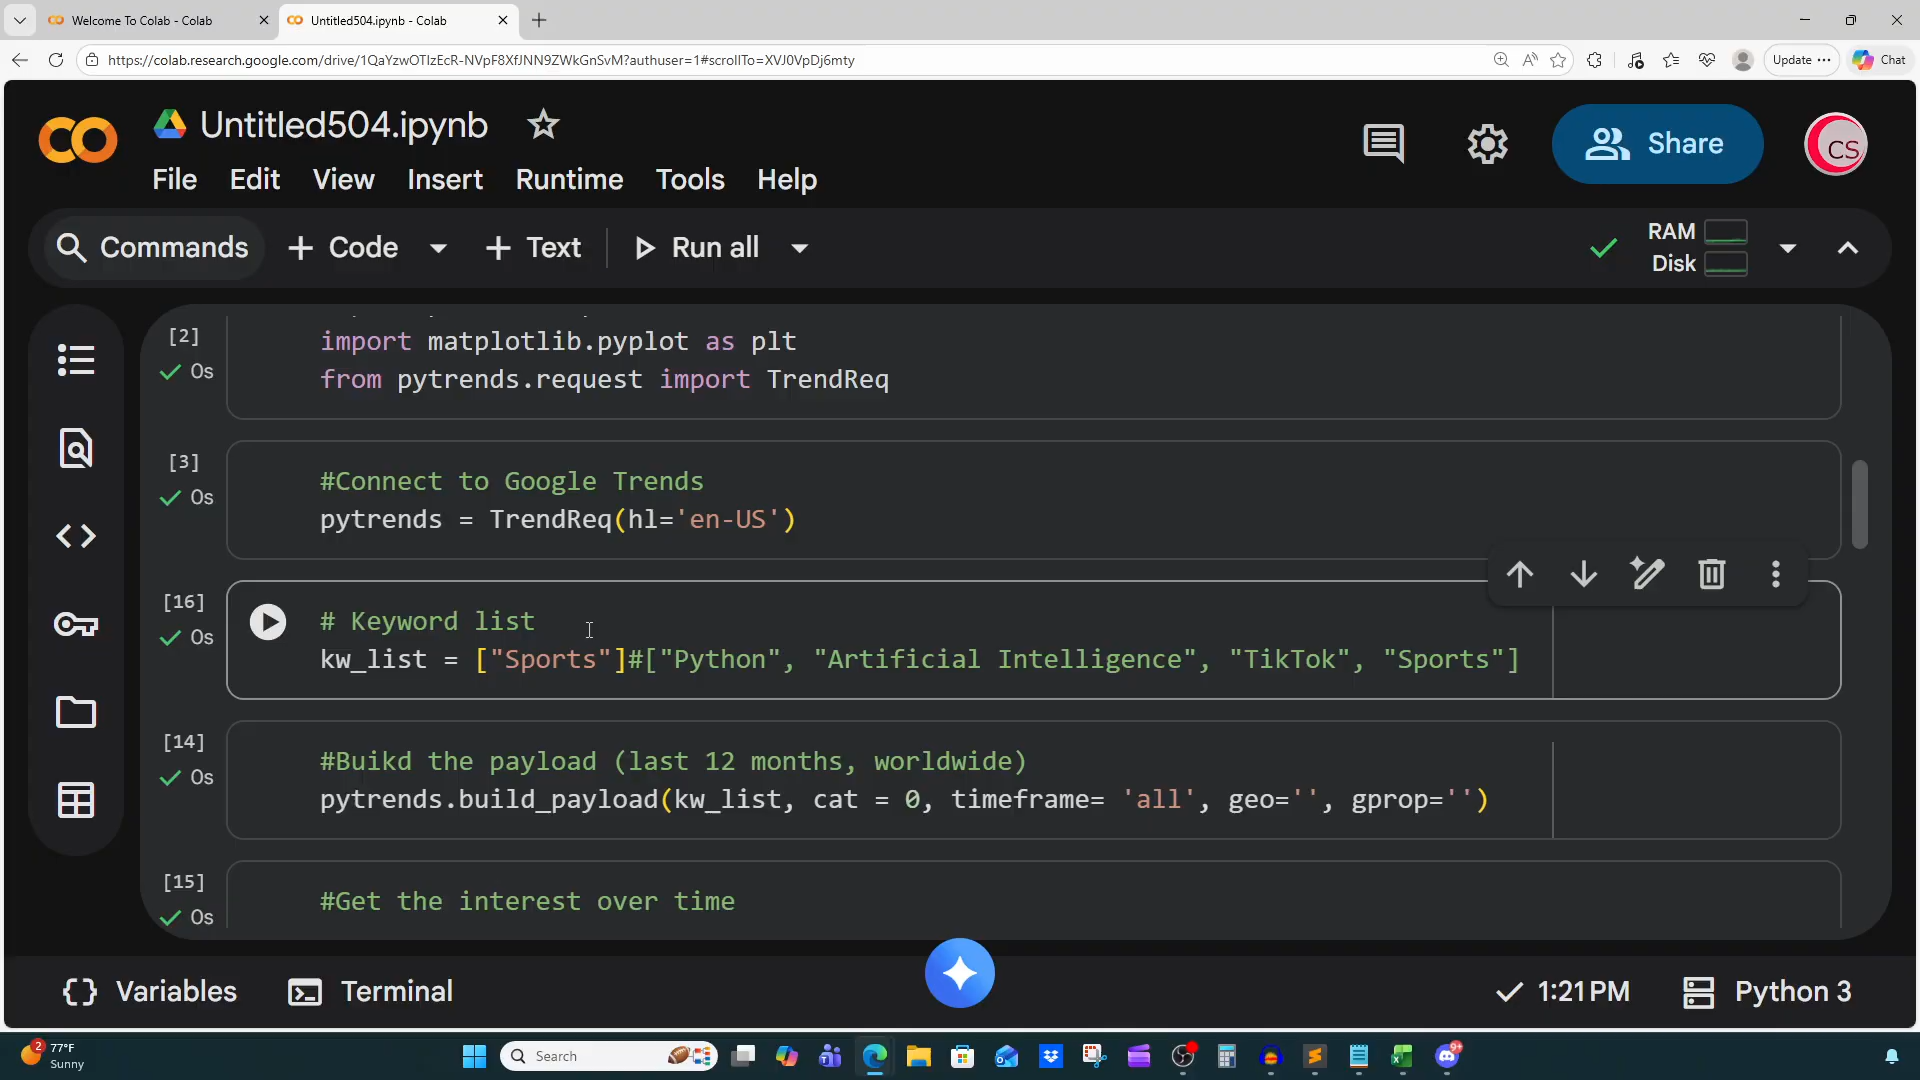 Welcome To Colab - Colab
Untitled504.ipynb - Colab
https://colab.research.google.com/drive/1QaYzwOTIzEcR-NVpF8XfJNN9ZWkGnSvM?authuser=1#scrollTo=XVJ0VpDj6mty
Update
Chat
Untitled504.ipynb
Share
CS
File Edit View Insert Runtime Tools Help
Commands + Code + Text Run all
RAM
Disk
[2]
import matplotlib.pyplot as plt
0s
from pytrends.request import TrendReq
[3]
#Connect to Google Trends
0s
pytrends = TrendReq(hl='en-US')
[16]
# Keyword list
0s
kw_list = ["Sports"]#["Python", "Artificial Intelligence", "TikTok", "Sports"]
[14]
#Buikd the payload (last 12 months, worldwide)
0s
pytrends.build_payload(kw_list, cat = 0, timeframe= 'all', geo='', gprop='')
[15]
#Get the interest over time
0s
Variables
Terminal
1:21 PM
Python 3
2
77°F
Sunny
Search
9+